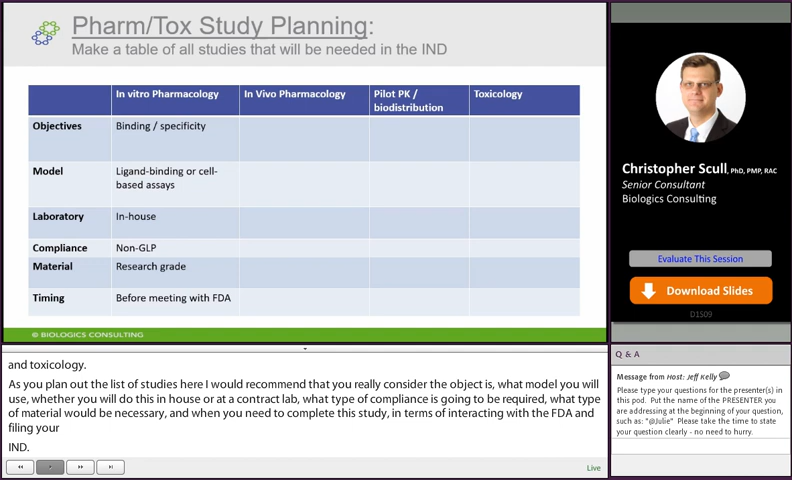 Pharm/Tox Study Planning:
Make a table of all studies that will be needed in the IND
In vitro Pharmacology
In Vivo Pharmacology
Pilot PK /
biodistribution
Toxicology
Objectives
Binding / specificity
Model
Ligand-binding or cell-
based assays
Laboratory
In-house
Compliance
Non-GLP
Material
Research grade
Timing
Before meeting with FDA
© BIOLOGICS CONSULTING
Christopher Scull, PhD, PMP, RAC
Senior Consultant
Biologics Consulting
Evaluate This Session
Download Slides
D1509
and toxicology.
As you plan out the list of studies here I would recommend that you really consider the object is, what model you will
use, whether you will do this in house or at a contract lab, what type of compliance is going to be required, what type
of material would be necessary, and when you need to complete this study, in terms of interacting with the FDA and
filing your
IND.
Live
Q & A
Message from Host: Jeff Kelly
Please type your questions for the presenter(s) in
this pod. Put the name of the PRESENTER you
are addressing at the beginning of your question,
such as: "@Julie" Please take the time to state
your question clearly - no need to hurry.